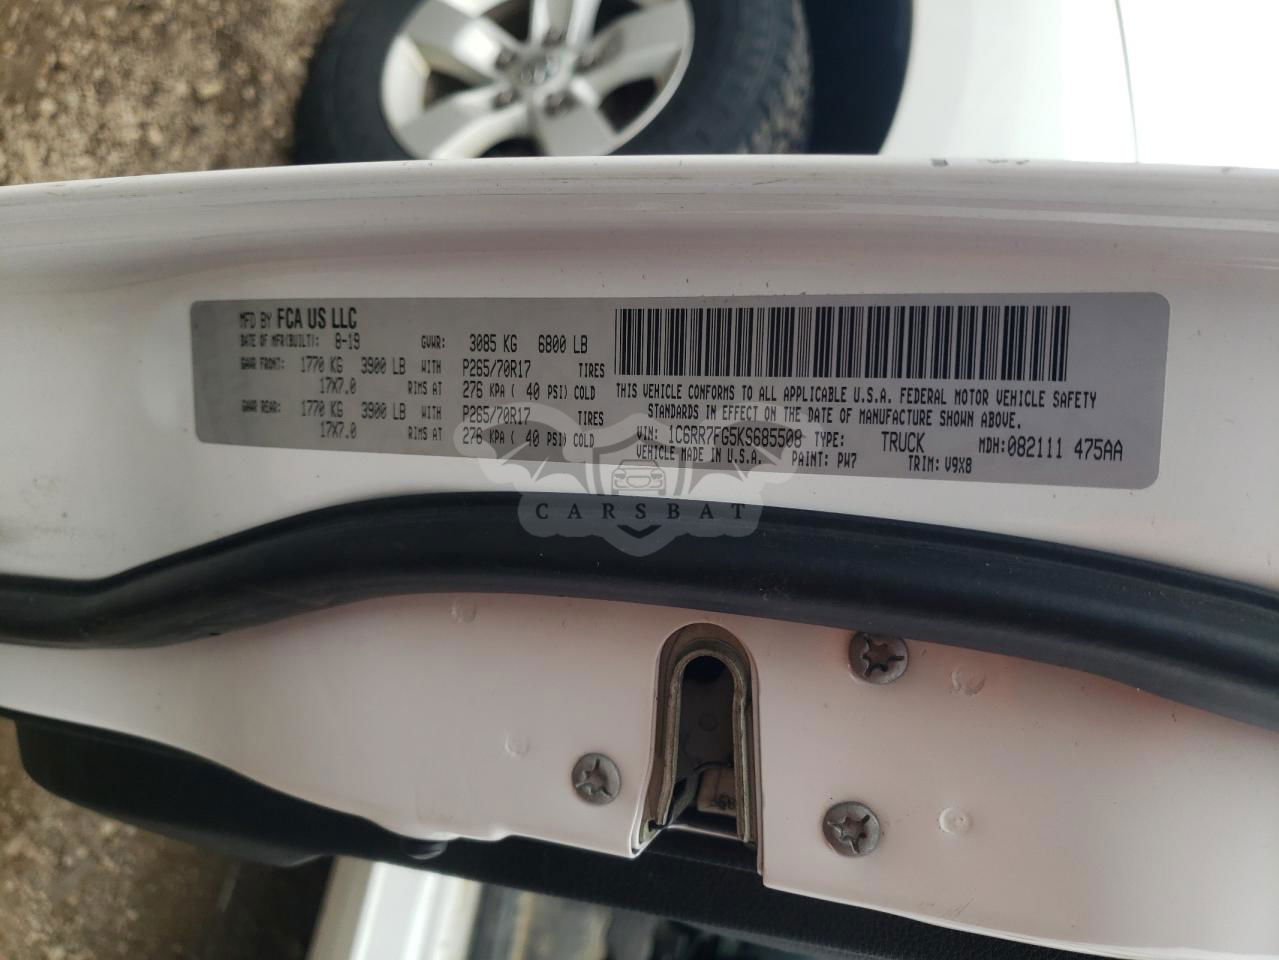 MFD BY FCA US LLC
DATE OF MFR(BUILT): 8-19 GVWR: 3085 KG 6800 LB
GAWR FRONT: 1770 KG 3900 LB WITH P265/70R17 TIRES
17X7.0 RIMS AT 276 KPA ( 40 PSI) COLD
GAWR REAR: 1770 KG 3900 LB WITH P265/70R17 TIRES
17X7.0 RIMS AT 276 KPA ( 40 PSI) COLD
THIS VEHICLE CONFORMS TO ALL APPLICABLE U.S.A. FEDERAL MOTOR VEHICLE SAFETY
STANDARDS IN EFFECT ON THE DATE OF MANUFACTURE SHOWN ABOVE.
VIN: 1C6RR7FG5KS685508 TYPE: TRUCK MDH: 082111 475AA
VEHICLE MADE IN U.S.A. PAINT: PW7 TRIM: V9X8
CARSBAT